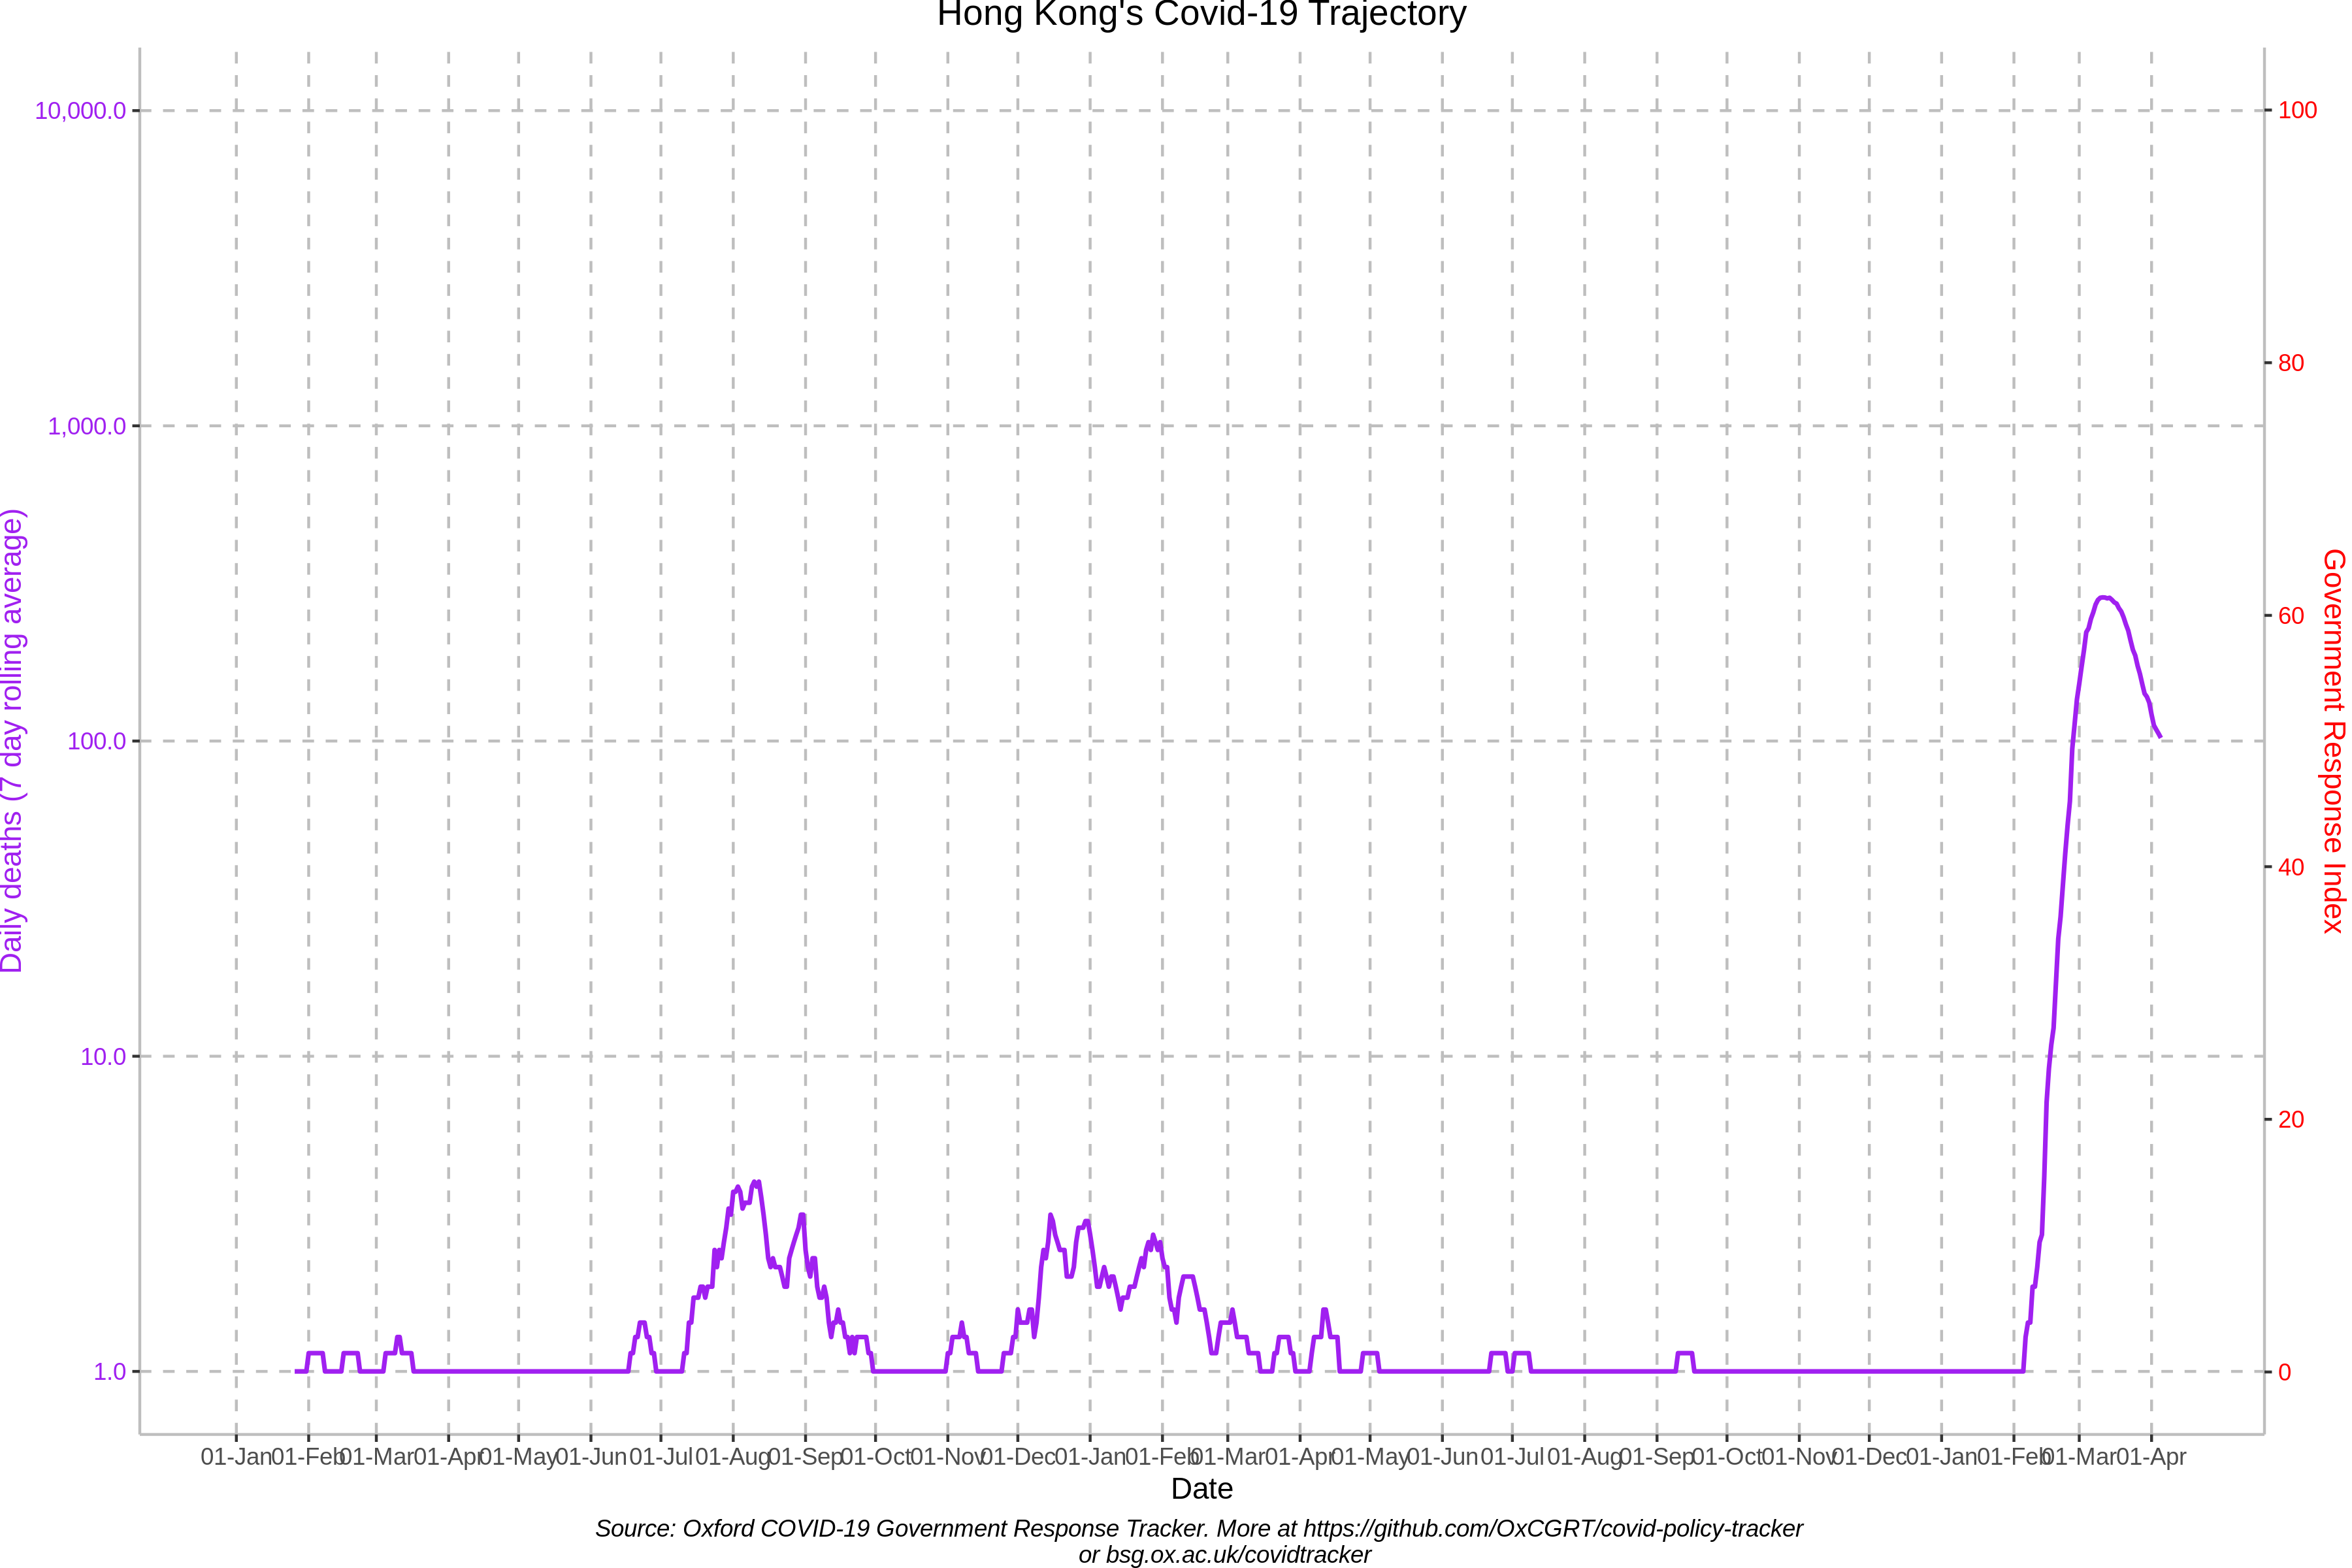 Hong Kong's Covid-19 Trajectory
10,000.0
1,000.0
100.0
10.0
1.0
Daily deaths (7 day rolling average)
100
80
60
40
20
0
Government Response Index
01-Jan 01-Feb 01-Mar 01-Apr 01-May 01-Jun 01-Jul 01-Aug 01-Sep 01-Oct 01-Nov 01-Dec 01-Jan 01-Feb 01-Mar 01-Apr 01-May 01-Jun 01-Jul 01-Aug 01-Sep 01-Oct 01-Nov 01-Dec 01-Jan 01-Feb 01-Mar 01-Apr
Date
Source: Oxford COVID-19 Government Response Tracker. More at https://github.com/OxCGRT/covid-policy-tracker
or bsg.ox.ac.uk/covidtracker